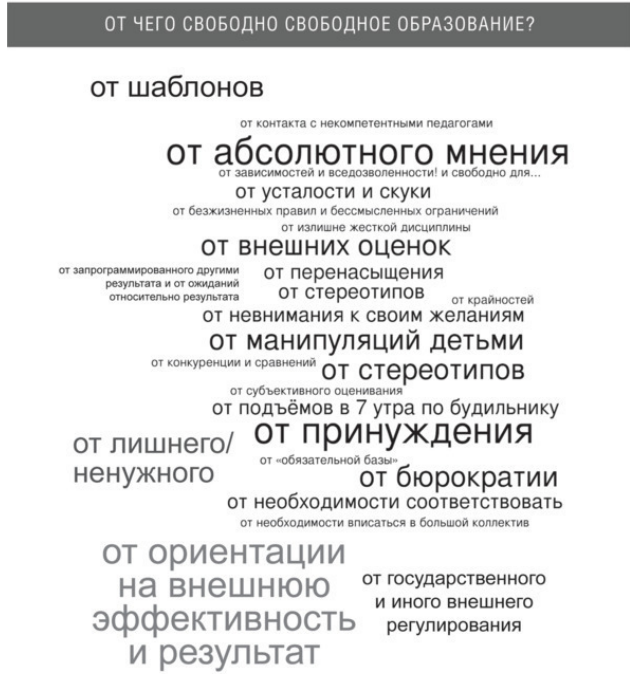 ОТ ЧЕГО СВОБОДНО СВОБОДНОЕ ОБРАЗОВАНИЕ?
от шаблонов
от контакта с некомпетентными педагогами
от абсолютного мнения
от зависимостей и вседозволенности! и свободно для...
от усталости и скуки
от безжизненных правил и бессмысленных ограничений
от излишне жесткой дисциплины
от внешних оценок
от запрограммированного другими
результата и от ожиданий
относительно результата
от перенасыщения
от стереотипов
от крайностей
от невнимания к своим желаниям
от манипуляций детьми
от конкуренции и сравнений
от стереотипов
от субъективного оценивания
от подъёмов в 7 утра по будильнику
от лишнего/
ненужного
от принуждения
от «обязательной базы»
от бюрократии
от необходимости соответствовать
от необходимости вписаться в большой коллектив
от ориентации
на внешнюю
эффективность
и результат
от государственного
и иного внешнего
регулирования